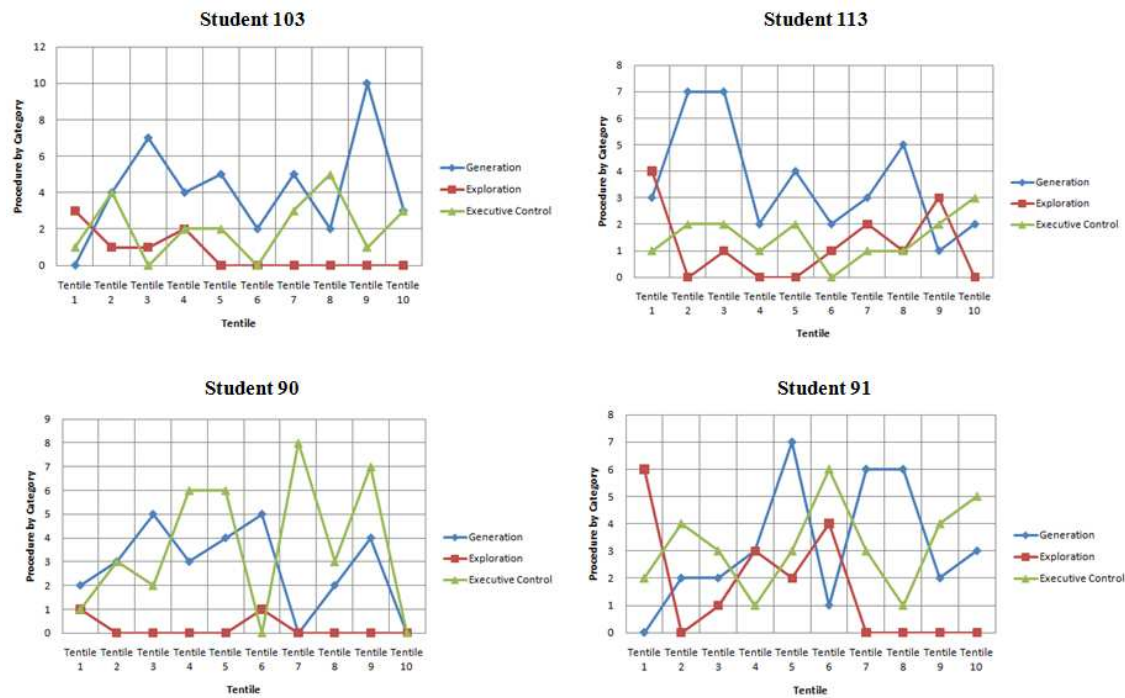 Student 103
12
10
8
6
4
2
0
Procedure by Category
Tentile 1
Tentile 2
Tentile 3
Tentile 4
Tentile 5
Tentile 6
Tentile 7
Tentile 8
Tentile 9
Tentile 10
Tentile
Generation
Exploration
Executive Control
Student 113
8
7
6
5
4
3
2
1
0
Procedure by Category
Tentile 1
Tentile 2
Tentile 3
Tentile 4
Tentile 5
Tentile 6
Tentile 7
Tentile 8
Tentile 9
Tentile 10
Tentile
Generation
Exploration
Executive Control
Student 90
9
8
7
6
5
4
3
2
1
0
Procedure by Category
Tentile 1
Tentile 2
Tentile 3
Tentile 4
Tentile 5
Tentile 6
Tentile 7
Tentile 8
Tentile 9
Tentile 10
Tentile
Generation
Exploration
Executive Control
Student 91
8
7
6
5
4
3
2
1
0
Procedure by Category
Tentile 1
Tentile 2
Tentile 3
Tentile 4
Tentile 5
Tentile 6
Tentile 7
Tentile 8
Tentile 9
Tentile 10
Tentile
Generation
Exploration
Executive Control